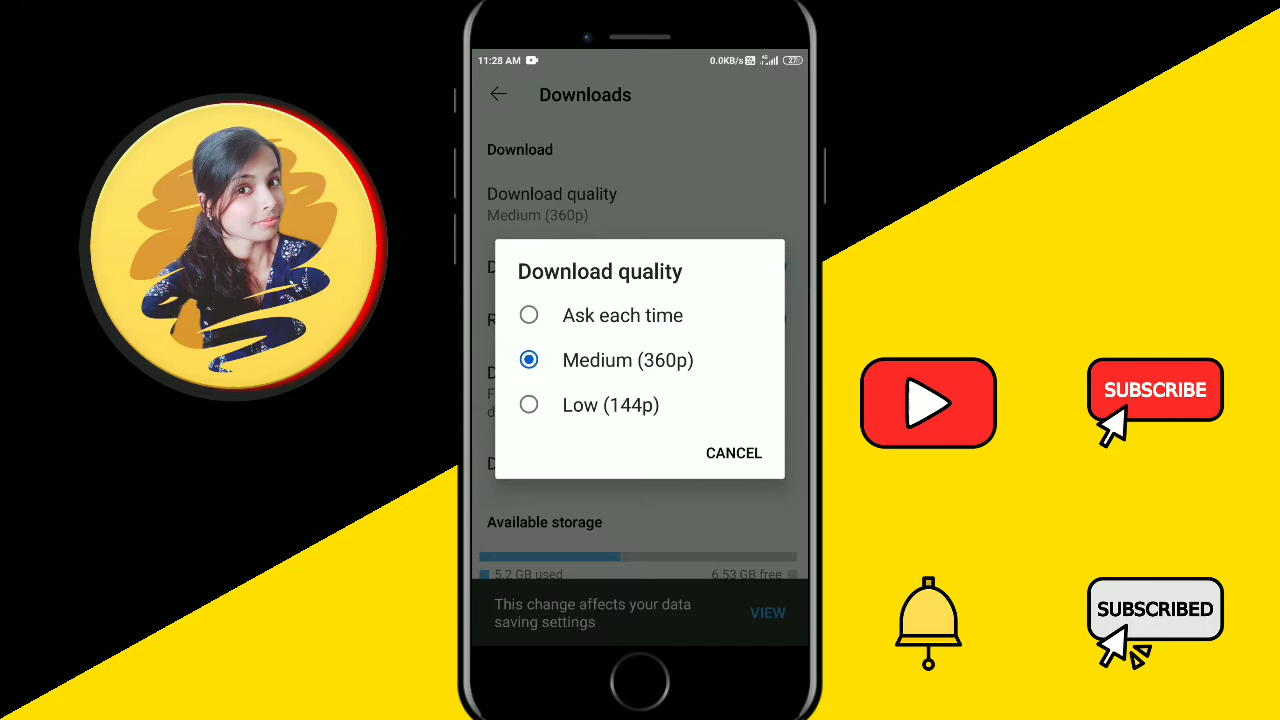 11:28 AM
0.0KB/s 4G 27
Downloads
Download
Download quality
Medium (360p)
Download quality
Ask each time
Medium (360p)
Low (144p)
CANCEL
Available storage
5.2 GB used
6.53 GB free
This change affects your data
saving settings
VIEW
SUBSCRIBE
SUBSCRIBED